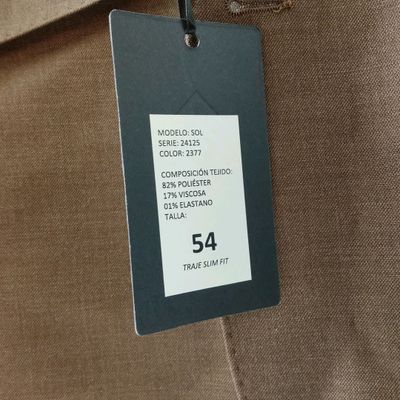 MODELO: SOL
SERIE: 24125
COLOR: 2377
COMPOSICIÓN TEJIDO:
82% POLIÉSTER
17% VISCOSA
01% ELASTANO
TALLA:
54
TRAJE SLIM FIT